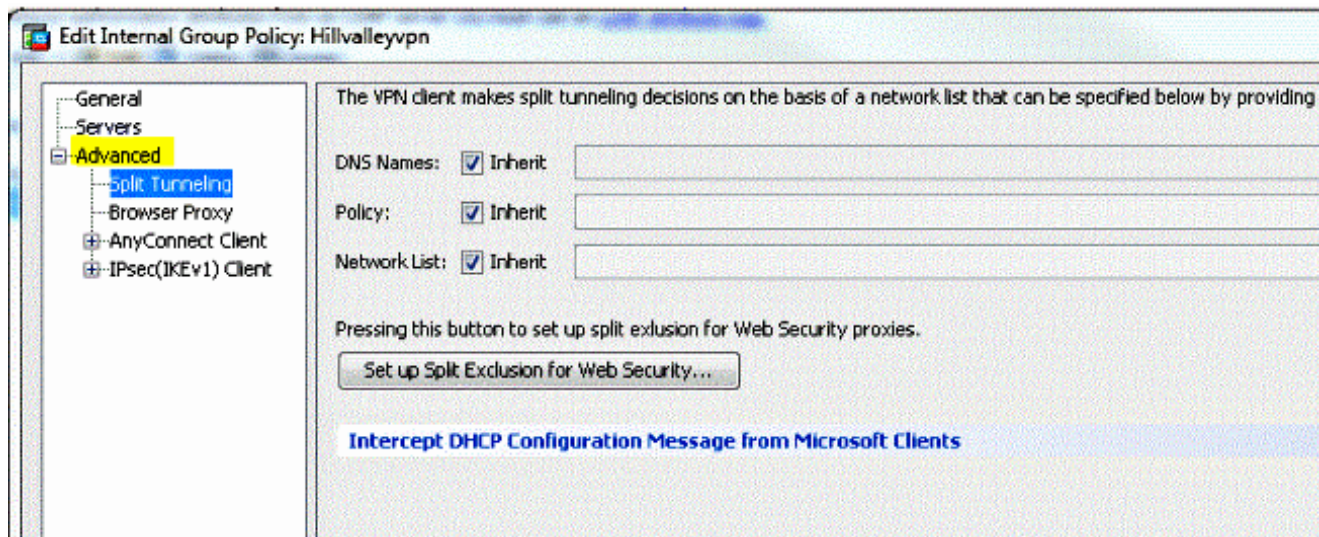 Edit Internal Group Policy: Hillvalleyvpn
General
Servers
Advanced
Split Tunneling
Browser Proxy
AnyConnect Client
IPsec(IKEv1) Client
The VPN client makes split tunneling decisions on the basis of a network list that can be specified below by providing
DNS Names: Inherit
Policy: Inherit
Network List: Inherit
Pressing this button to set up split exlusion for Web Security proxies.
Set up Split Exclusion for Web Security...
Intercept DHCP Configuration Message from Microsoft Clients